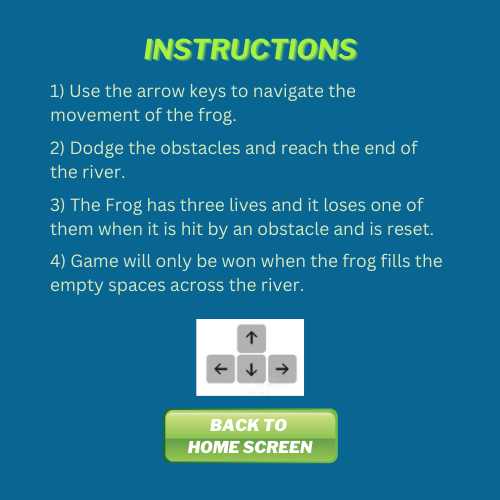 INSTRUCTIONS
1) Use the arrow keys to navigate the
movement of the frog.
2) Dodge the obstacles and reach the end of
the river.
3) The Frog has three lives and it loses one of
them when it is hit by an obstacle and is reset.
4) Game will only be won when the frog fills the
empty spaces across the river.
↑
← ↓ →
BACK TO
HOME SCREEN